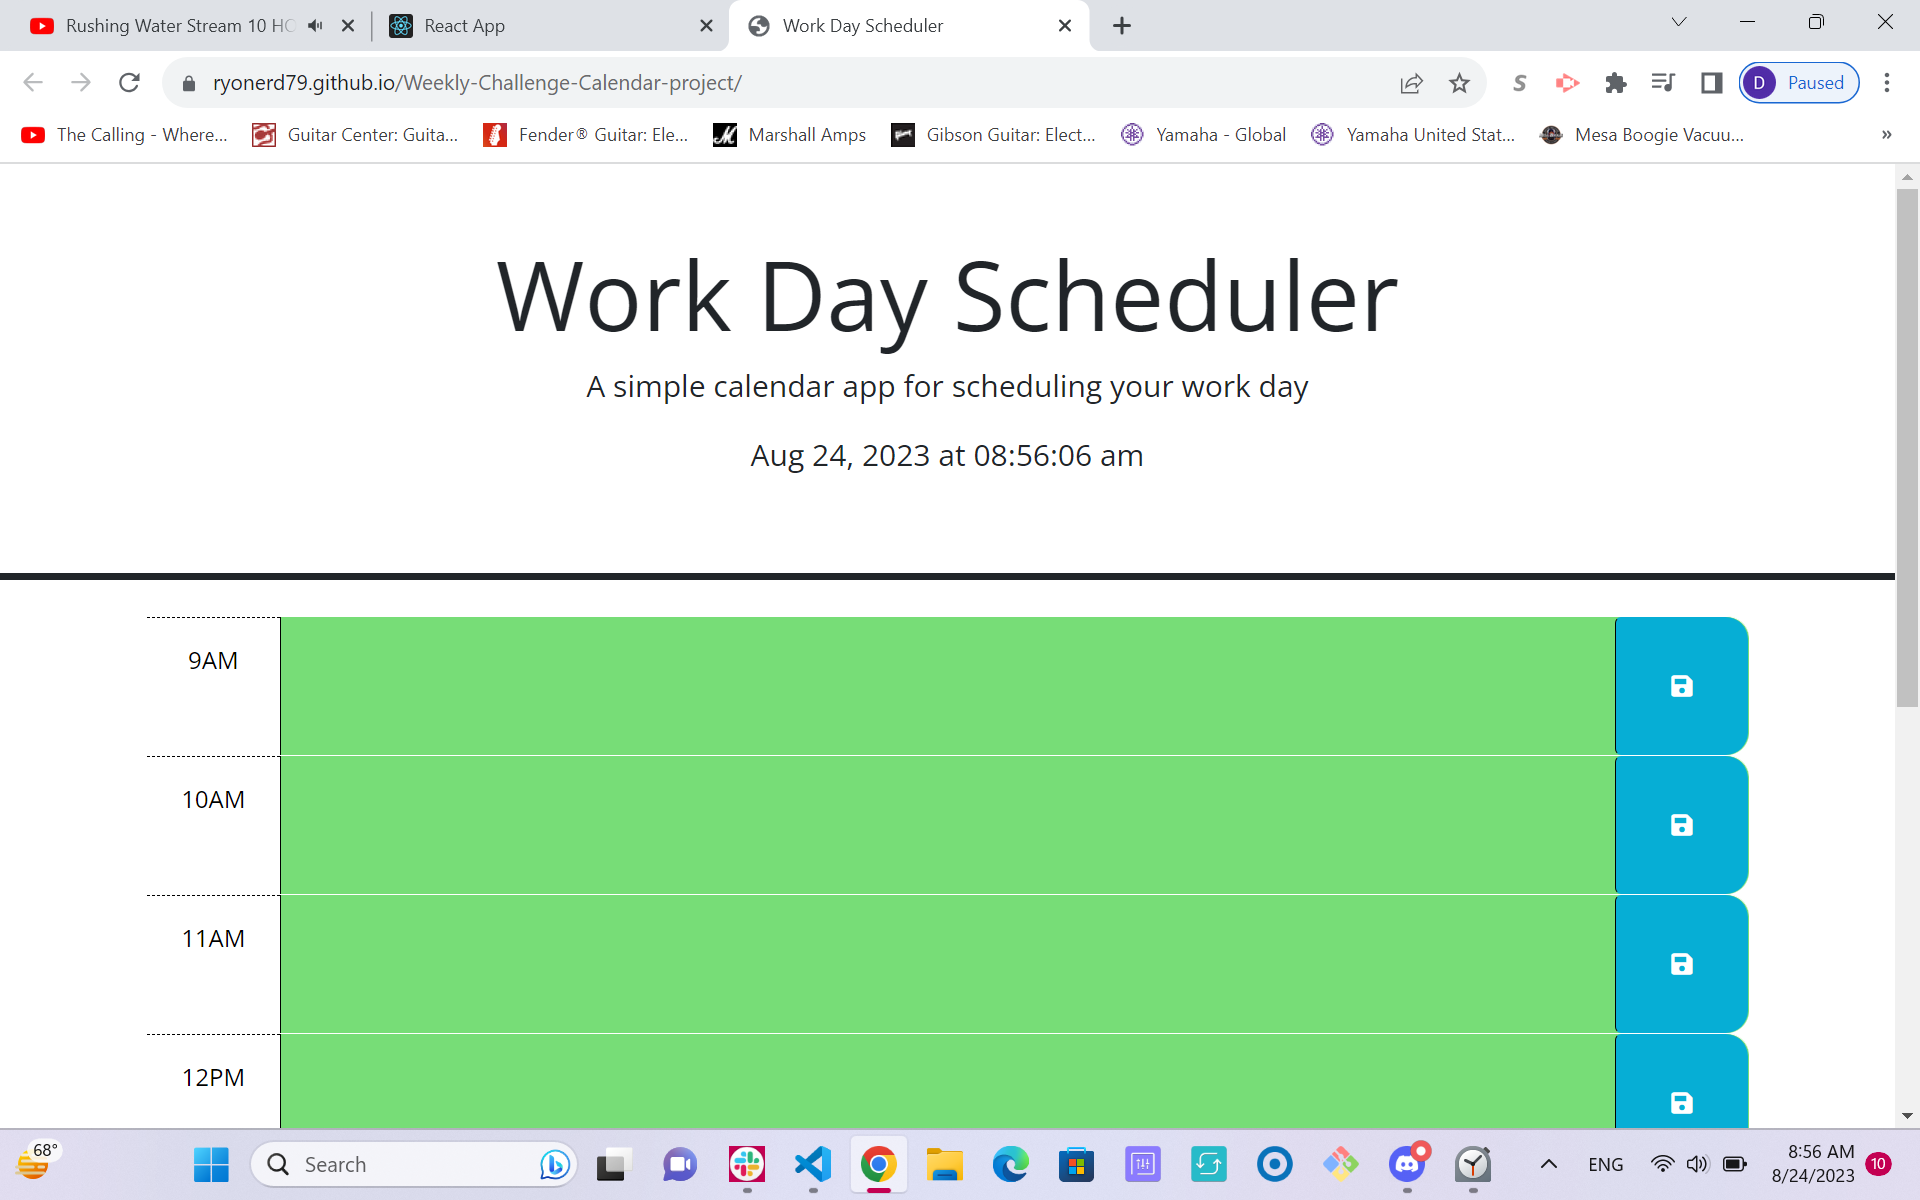 Rushing Water Stream 10 HO
React App
Work Day Scheduler
ryonerd79.github.io/Weekly-Challenge-Calendar-project/
S
D
Paused
The Calling - Where...
Guitar Center: Guita...
Fender® Guitar: Ele...
Marshall Amps
Gibson Guitar: Elect...
Yamaha - Global
Yamaha United Stat...
Mesa Boogie Vacuu...
»
Work Day Scheduler
A simple calendar app for scheduling your work day
Aug 24, 2023 at 08:56:06 am
9AM
10AM
11AM
12PM
68°
Search
ENG
8:56 AM
8/24/2023
10